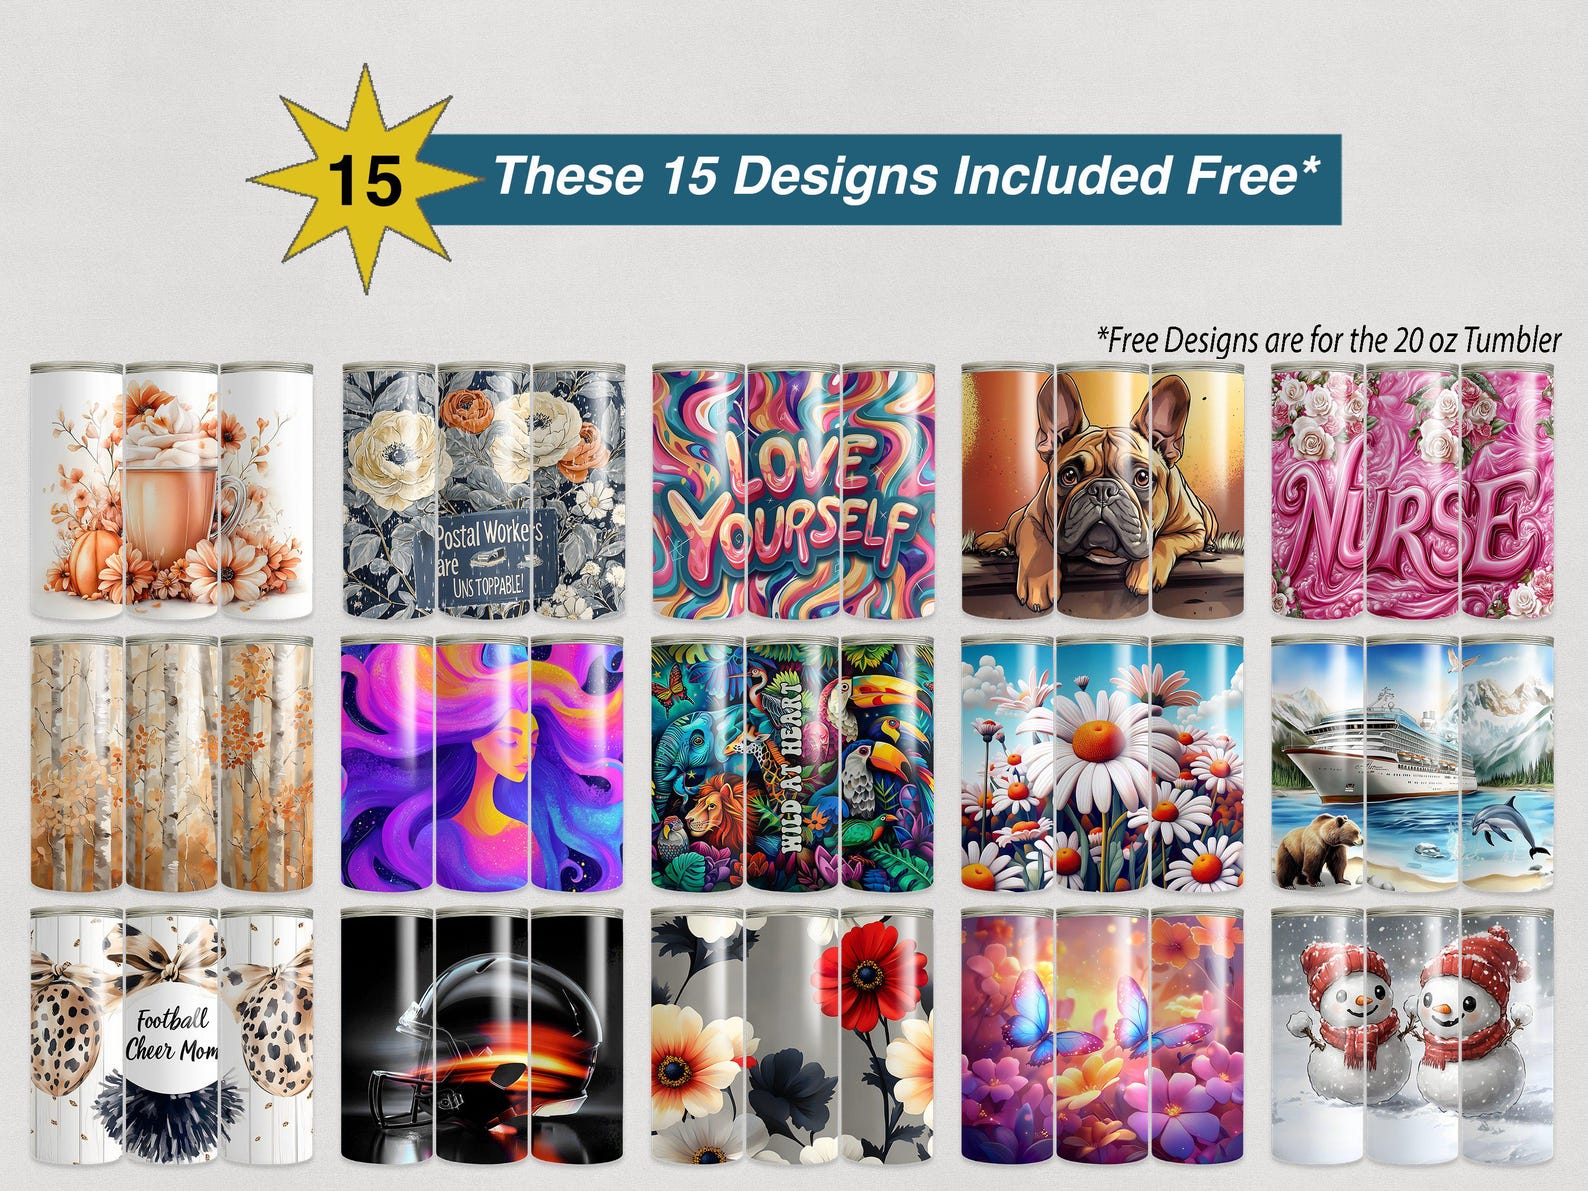 15
These 15 Designs Included Free*
*Free Designs are for the 20 oz Tumbler
Postal Workers
are
UNSTOPPABLE!
LOVE
YOURSELF
NURSE
WILD AT HEART
Football
Cheer Mom